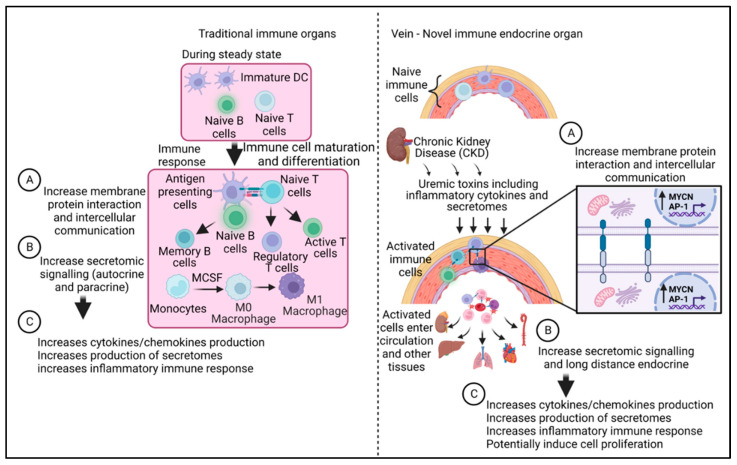 Traditional immune organs
During steady state
Immature DC
Naive B
cells
Naive T
cells
Immune
response
Immune cell maturation
and differentiation
A
Increase membrane
protein interaction
and intercellular
communication
B
Increase secretomic
signalling (autocrine
and paracrine)
C
Increases cytokines/chemokines production
Increases production of secretomes
increases inflammatory immune response
Antigen
presenting
cells
Naive T
cells
Naive B
cells
Memory B
cells
Regulatory
T cells
Active T
cells
MCSF
Monocytes
M0
Macrophage
M1
Macrophage
Vein - Novel immune endocrine organ
Naive
immune
cells
Chronic Kidney
Disease (CKD)
Uremic toxins including
inflammatory cytokines and
secretomes
Activated
immune
cells
Activated
cells enter
circulation
and other
tissues
A
Increase membrane protein
interaction and intercellular
communication
MYCN
AP-1
MYCN
AP-1
B
Increase secretomic signalling
and long distance endocrine
C
Increases cytokines/chemokines production
Increases production of secretomes
Increases inflammatory immune response
Potentially induce cell proliferation